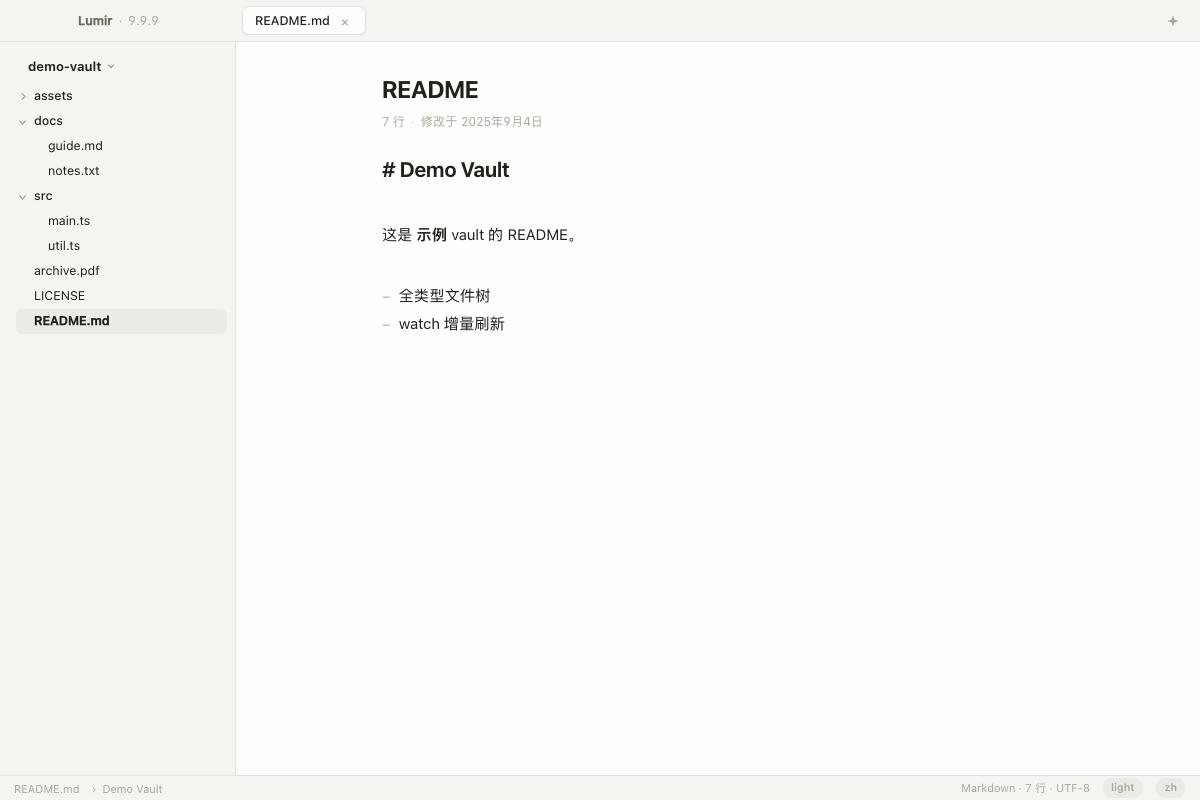 Lumir · 9.9.9
README.md ×
demo-vault
assets
docs
guide.md
notes.txt
src
main.ts
util.ts
archive.pdf
LICENSE
README.md
README
7 行 · 修改于 2025年9月4日
# Demo Vault
这是 示例 vault 的 README。
– 全类型文件树
– watch 增量刷新
README.md › Demo Vault
Markdown · 7 行 · UTF-8 light zh